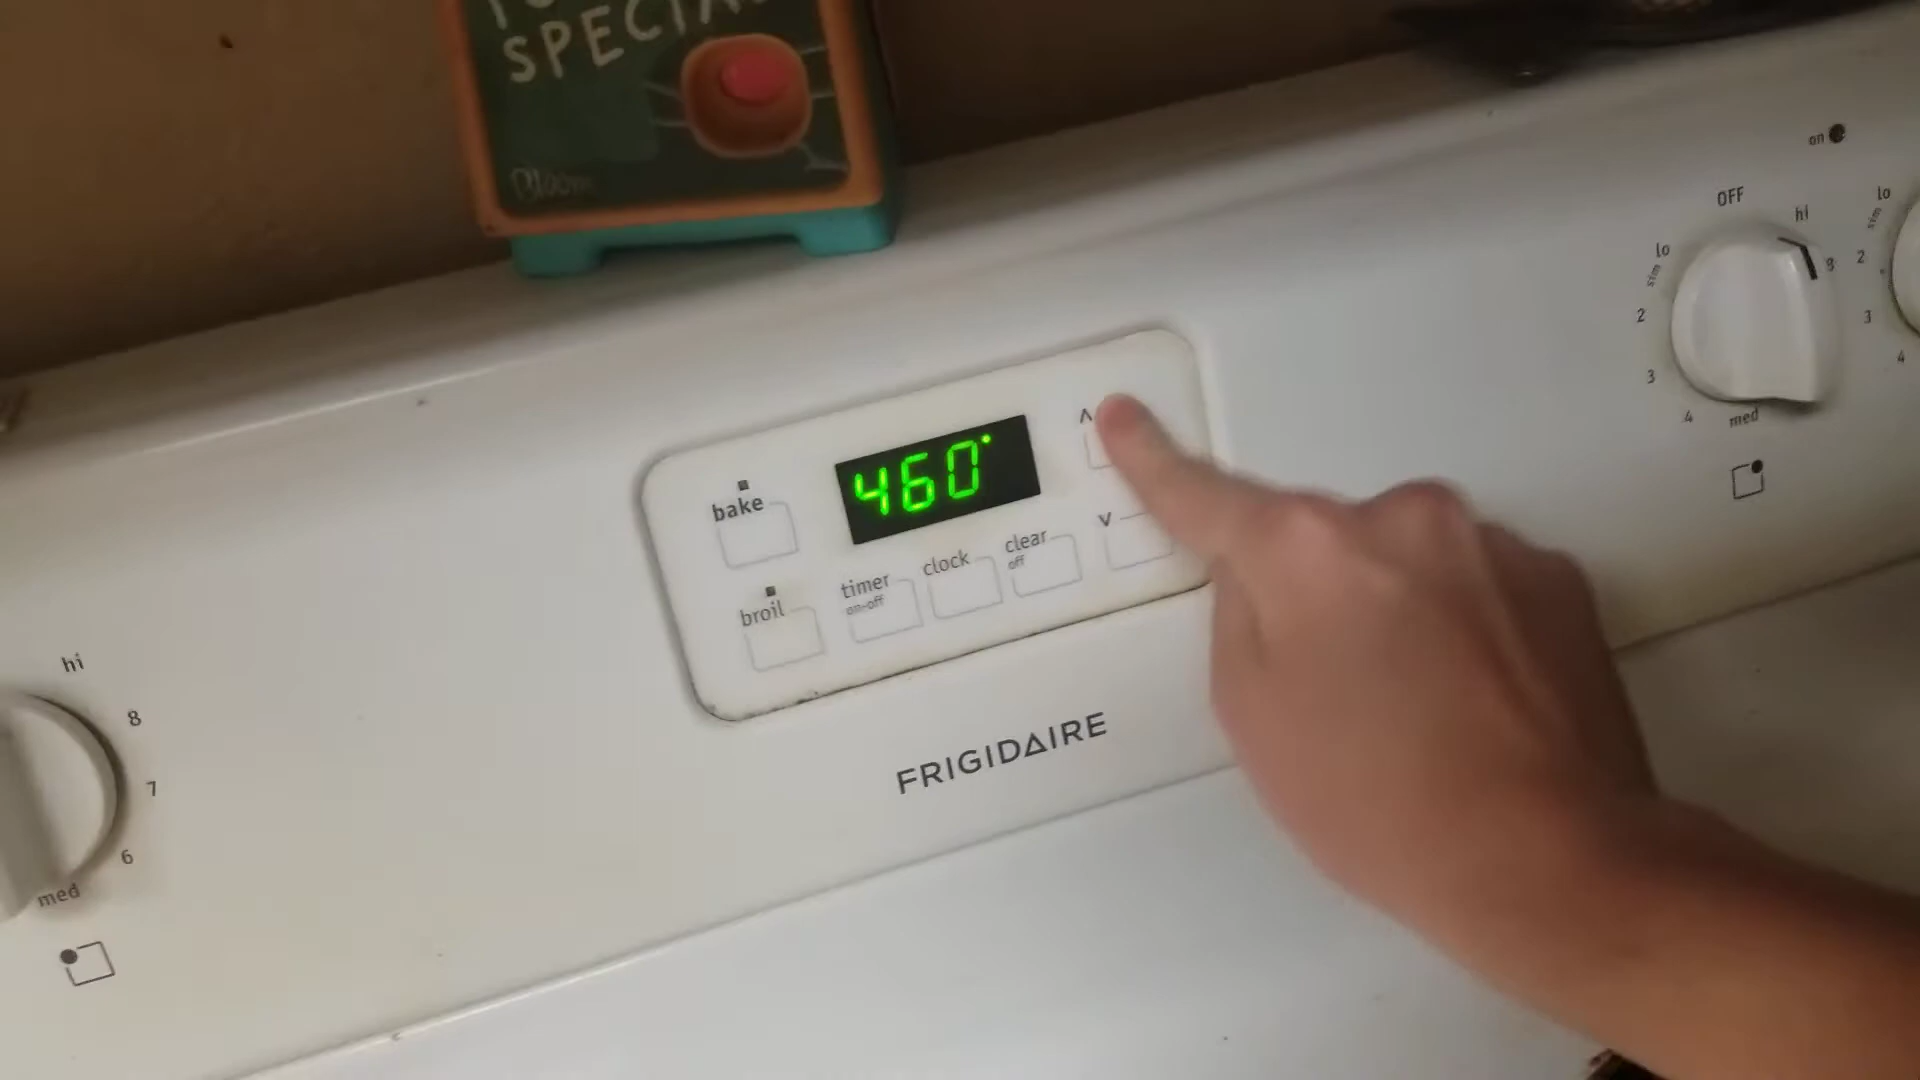 SPECIA
Bloom
on
OFF
hi
lo
sim
2
3
4
med
8
lo
sim
2
3
4
460°
^
v
bake
broil
timer
on-off
clock
clear
off
FRIGIDAIRE
hi
8
7
6
med